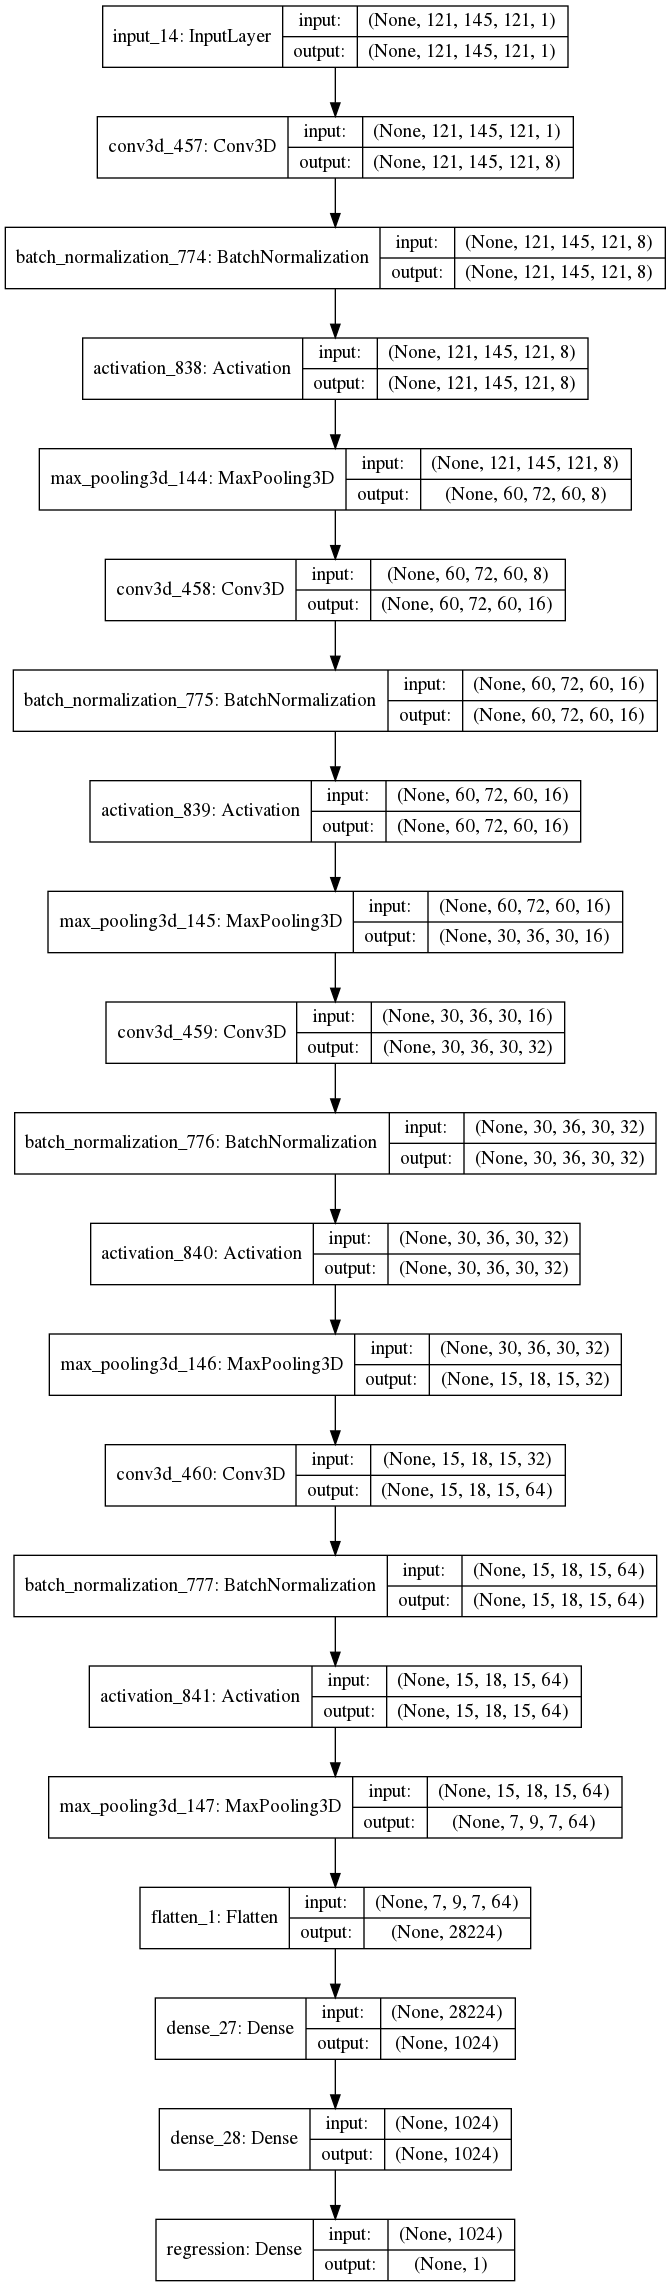 input_14: InputLayer
input: (None, 121, 145, 121, 1)
output: (None, 121, 145, 121, 1)
conv3d_457: Conv3D
input: (None, 121, 145, 121, 1)
output: (None, 121, 145, 121, 8)
batch_normalization_774: BatchNormalization
input: (None, 121, 145, 121, 8)
output: (None, 121, 145, 121, 8)
activation_838: Activation
input: (None, 121, 145, 121, 8)
output: (None, 121, 145, 121, 8)
max_pooling3d_144: MaxPooling3D
input: (None, 121, 145, 121, 8)
output: (None, 60, 72, 60, 8)
conv3d_458: Conv3D
input: (None, 60, 72, 60, 8)
output: (None, 60, 72, 60, 16)
batch_normalization_775: BatchNormalization
input: (None, 60, 72, 60, 16)
output: (None, 60, 72, 60, 16)
activation_839: Activation
input: (None, 60, 72, 60, 16)
output: (None, 60, 72, 60, 16)
max_pooling3d_145: MaxPooling3D
input: (None, 60, 72, 60, 16)
output: (None, 30, 36, 30, 16)
conv3d_459: Conv3D
input: (None, 30, 36, 30, 16)
output: (None, 30, 36, 30, 32)
batch_normalization_776: BatchNormalization
input: (None, 30, 36, 30, 32)
output: (None, 30, 36, 30, 32)
activation_840: Activation
input: (None, 30, 36, 30, 32)
output: (None, 30, 36, 30, 32)
max_pooling3d_146: MaxPooling3D
input: (None, 30, 36, 30, 32)
output: (None, 15, 18, 15, 32)
conv3d_460: Conv3D
input: (None, 15, 18, 15, 32)
output: (None, 15, 18, 15, 64)
batch_normalization_777: BatchNormalization
input: (None, 15, 18, 15, 64)
output: (None, 15, 18, 15, 64)
activation_841: Activation
input: (None, 15, 18, 15, 64)
output: (None, 15, 18, 15, 64)
max_pooling3d_147: MaxPooling3D
input: (None, 15, 18, 15, 64)
output: (None, 7, 9, 7, 64)
flatten_1: Flatten
input: (None, 7, 9, 7, 64)
output: (None, 28224)
dense_27: Dense
input: (None, 28224)
output: (None, 1024)
dense_28: Dense
input: (None, 1024)
output: (None, 1024)
regression: Dense
input: (None, 1024)
output: (None, 1)